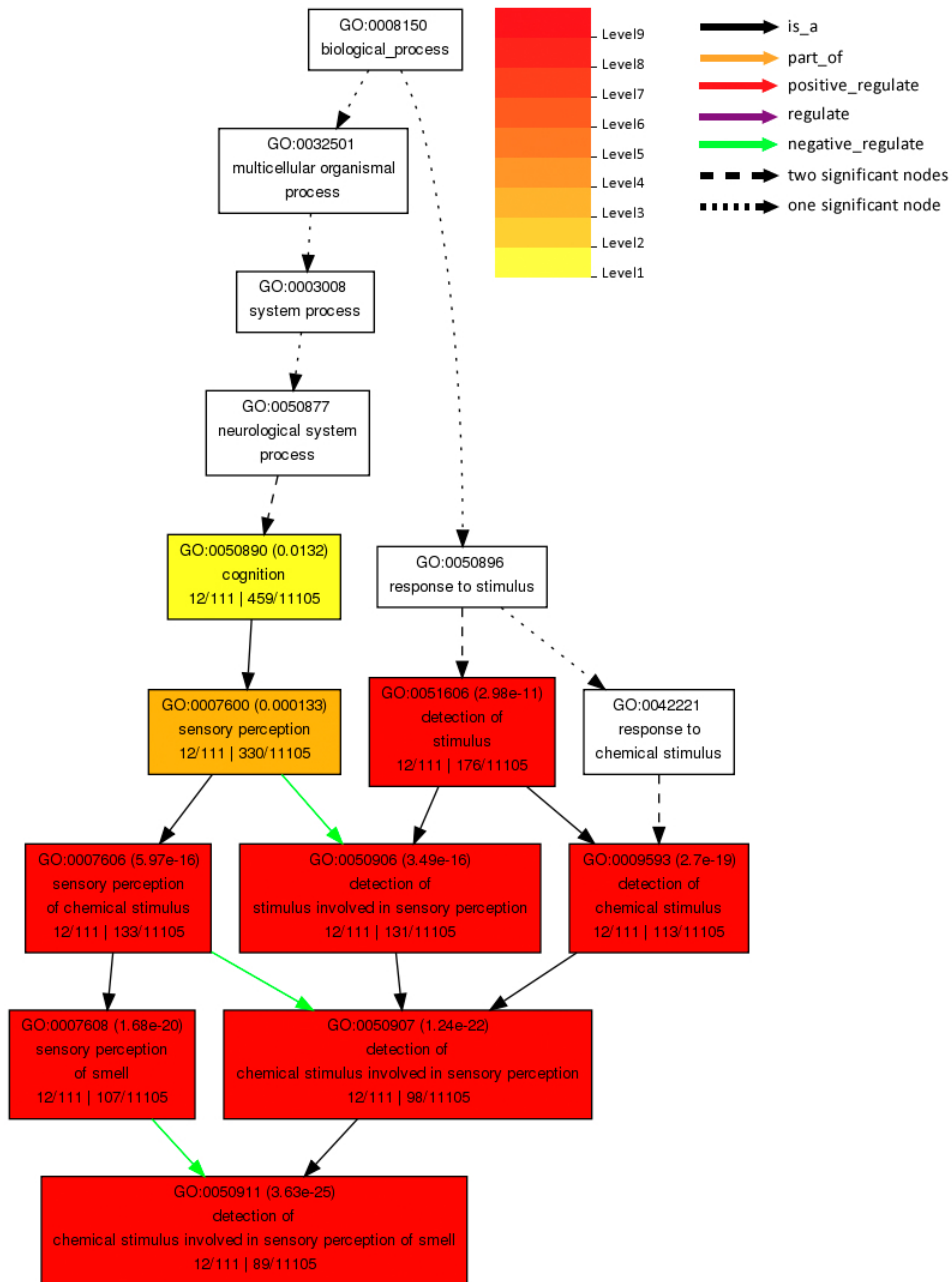 GO:0008150
biological_process
GO:0032501
multicellular organismal
process
GO:0003008
system process
GO:0050877
neurological system
process
GO:0050890 (0.0132)
cognition
12/111 | 459/11105
GO:0050896
response to stimulus
GO:0007600 (0.000133)
sensory perception
12/111 | 330/11105
GO:0051606 (2.98e-11)
detection of
stimulus
12/111 | 176/11105
GO:0042221
response to
chemical stimulus
GO:0007606 (5.97e-16)
sensory perception
of chemical stimulus
12/111 | 133/11105
GO:0050906 (3.49e-16)
detection of
stimulus involved in sensory perception
12/111 | 131/11105
GO:0009593 (2.7e-19)
detection of
chemical stimulus
12/111 | 113/11105
GO:0007608 (1.68e-20)
sensory perception
of smell
12/111 | 107/11105
GO:0050907 (1.24e-22)
detection of
chemical stimulus involved in sensory perception
12/111 | 98/11105
GO:0050911 (3.63e-25)
detection of
chemical stimulus involved in sensory perception of smell
12/111 | 89/11105
Level9
Level8
Level7
Level6
Level5
Level4
Level3
Level2
Level1
is_a
part_of
positive_regulate
regulate
negative_regulate
two significant nodes
one significant node